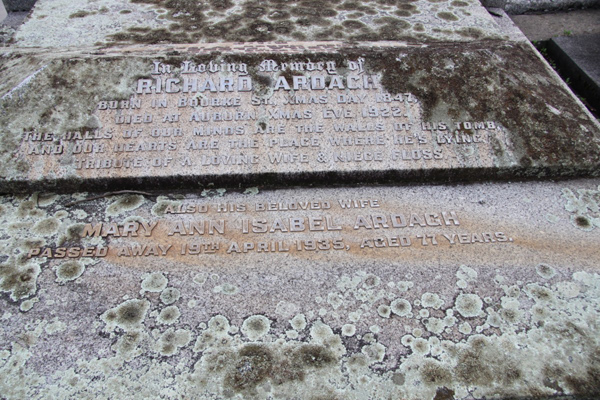 In Loving Memory of
RICHARD ARDAGH
BORN IN BOURKE ST, XMAS DAY 1847,
DIED AT AUBURN XMAS EVE 1922.
THE WALLS OF OUR MINDS ARE THE WALLS OF HIS TOMB,
AND OUR HEARTS ARE THE PLACE WHERE HE'S LYING,
TRIBUTE OF A LOVING WIFE & NIECE FLOSS.
ALSO HIS BELOVED WIFE
MARY ANN ISABEL ARDAGH
PASSED AWAY 19TH APRIL 1935, AGED 77 YEARS.